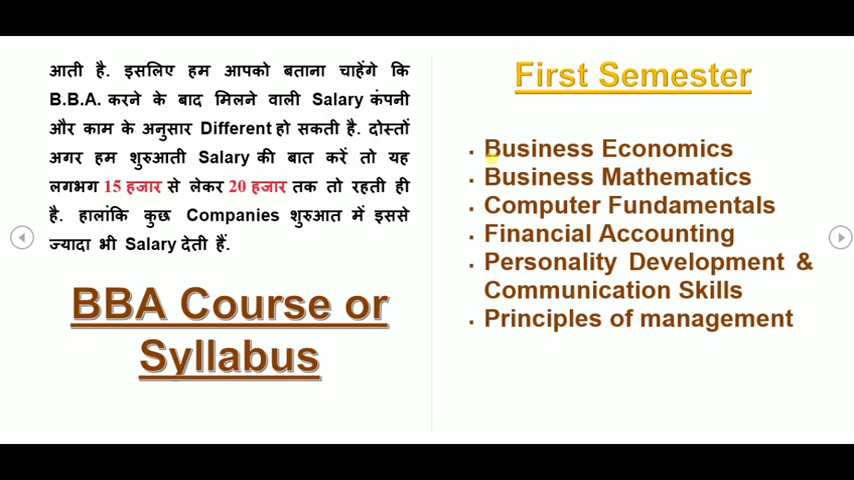 आती है. इसलिए हम आपको बताना चाहेंगे कि
B.B.A. करने के बाद मिलने वाली Salary कंपनी
और काम के अनुसार Different हो सकती है. दोस्तों
अगर हम शुरुआती Salary की बात करें तो यह
लगभग 15 हजार से लेकर 20 हजार तक तो रहती ही
है. हालांकि कुछ Companies शुरुआत में इससे
ज्यादा भी Salary देती हैं.
BBA Course or
Syllabus
First Semester
▪ Business Economics
▪ Business Mathematics
▪ Computer Fundamentals
▪ Financial Accounting
▪ Personality Development &
Communication Skills
▪ Principles of management